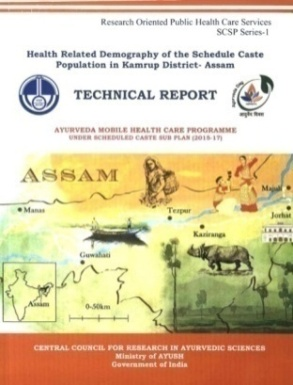 Research Oriented Public Health Care Services
SCSP Series-1
Health Related Demography of the Schedule Caste
Population in Kamrup District- Assam
TECHNICAL REPORT
AYURVEDA MOBILE HEALTH CARE PROGRAMME
UNDER SCHEDULED CASTE SUB PLAN (2015-17)
ASSAM
Majuli
Manas
Tezpur
Jorhat
Kaziranga
Guwahati
Assam
0-50km
CENTRAL COUNCIL FOR RESEARCH IN AYURVEDIC SCIENCES
Ministry of AYUSH
Government of India